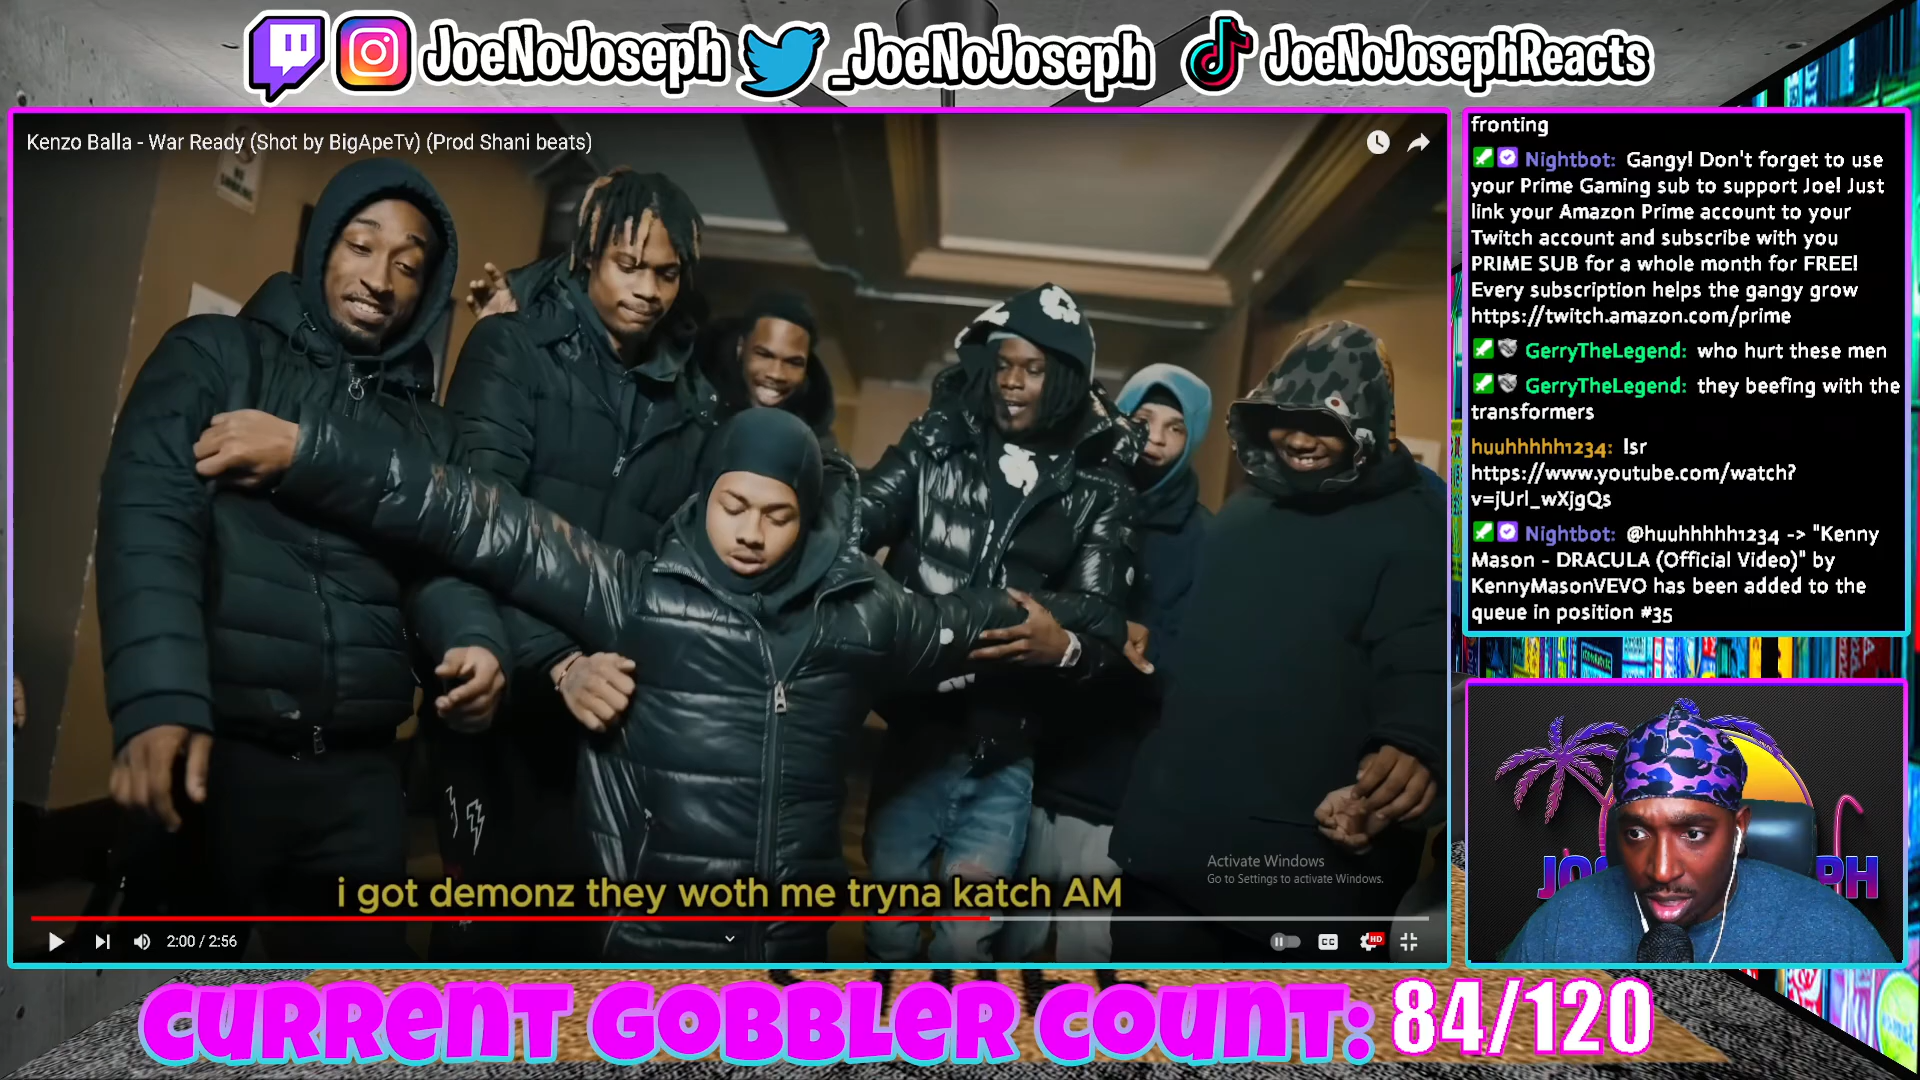 JoeNoJoseph _JoeNoJoseph JoeNoJosephReacts
Kenzo Balla - War Ready (Shot by BigApeTv) (Prod Shani beats)
i got demonz they woth me tryna katch AM
Activate Windows
Go to Settings to activate Windows.
2:00 / 2:56
CC
HD
fronting
Nightbot: Gangy! Don't forget to use
your Prime Gaming sub to support Joe! Just
link your Amazon Prime account to your
Twitch account and subscribe with you
PRIME SUB for a whole month for FREE!
Every subscription helps the gangy grow
https://twitch.amazon.com/prime
GerryTheLegend: who hurt these men
GerryTheLegend: they beefing with the
transformers
huuhhhhh1234: !sr
https://www.youtube.com/watch?
v=jUrl_wXjgQs
Nightbot: @huuhhhhh1234 -> "Kenny
Mason - DRACULA (Official Video)" by
KennyMasonVEVO has been added to the
queue in position #35
CURRENT GOBBLER COUNT: 84/120